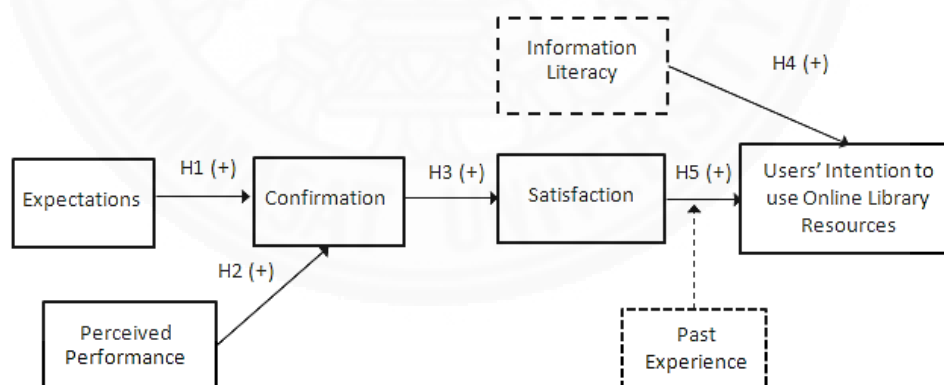 Information
Literacy
H4 (+)
H1 (+)
H3 (+)
H5 (+)
Expectations
Confirmation
Satisfaction
Users' Intention to
use Online Library
Resources
H2 (+)
Perceived
Performance
Past
Experience